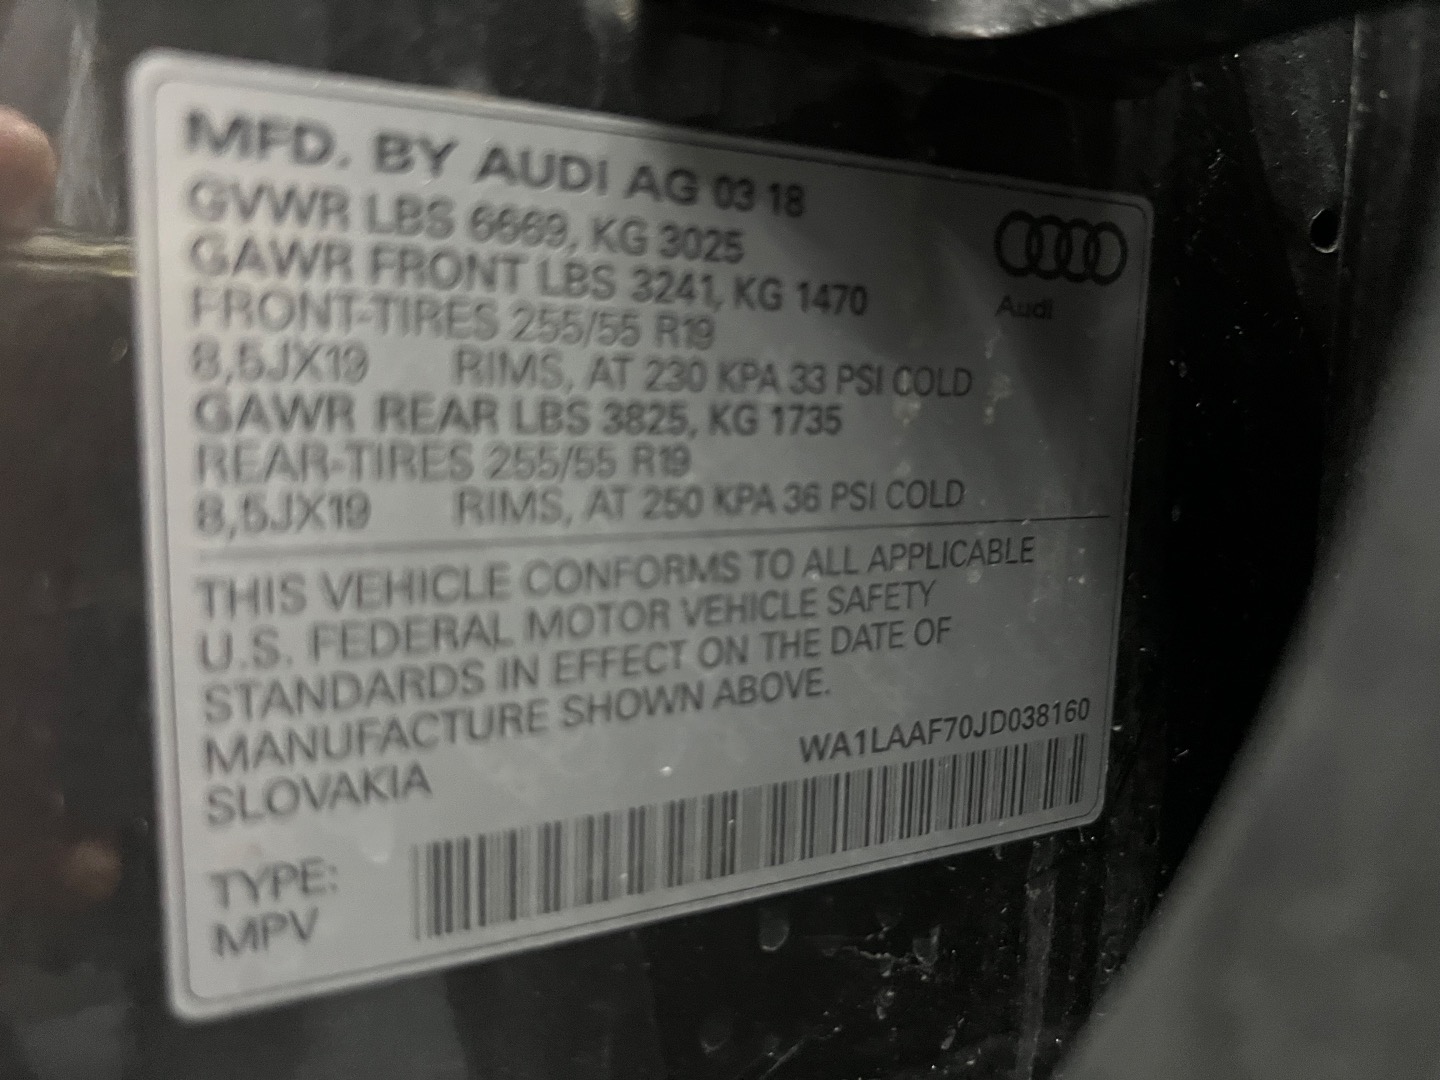 MFD. BY AUDI AG 03 18
GVWR LBS 6669, KG 3025
GAWR FRONT LBS 3241, KG 1470
FRONT-TIRES 255/55 R19
8,5JX19 RIMS, AT 230 KPA 33 PSI COLD
GAWR REAR LBS 3825, KG 1735
REAR-TIRES 255/55 R19
8,5JX19 RIMS, AT 250 KPA 36 PSI COLD
Audi
THIS VEHICLE CONFORMS TO ALL APPLICABLE
U.S. FEDERAL MOTOR VEHICLE SAFETY
STANDARDS IN EFFECT ON THE DATE OF
MANUFACTURE SHOWN ABOVE.
SLOVAKIA
WA1LAAF70JD038160
TYPE:
MPV